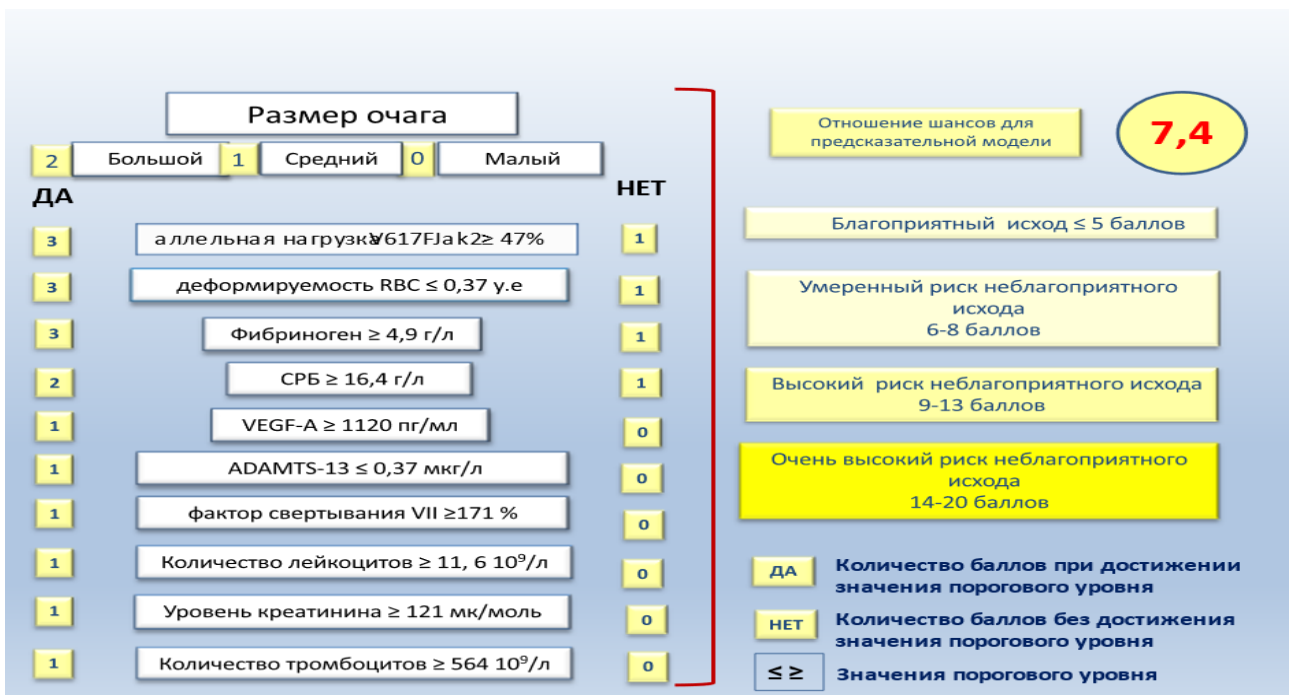 Размер очага
2 Большой 1 Средний 0 Малый
ДА
НЕТ
3 аллельная нагрузкаV617FJak2≥ 47% 1
3 деформируемость RBC ≤ 0,37 у.е 1
3 Фибриноген ≥ 4,9 г/л 1
2 СРБ ≥ 16,4 г/л 1
1 VEGF-A ≥ 1120 пг/мл 0
1 ADAMTS-13 ≤ 0,37 мкг/л 0
1 фактор свертывания VII ≥171 % 0
1 Количество лейкоцитов ≥ 11, 6 10⁹/л 0
1 Уровень креатинина ≥ 121 мк/моль 0
1 Количество тромбоцитов ≥ 564 10⁹/л 0
Отношение шансов для
предсказательной модели
7,4
Благоприятный исход ≤ 5 баллов
Умеренный риск неблагоприятного
исхода
6-8 баллов
Высокий риск неблагоприятного исхода
9-13 баллов
Очень высокий риск неблагоприятного
исхода
14-20 баллов
ДА Количество баллов при достижении
значения порогового уровня
НЕТ Количество баллов без достижения
значения порогового уровня
≤ ≥ Значения порогового уровня